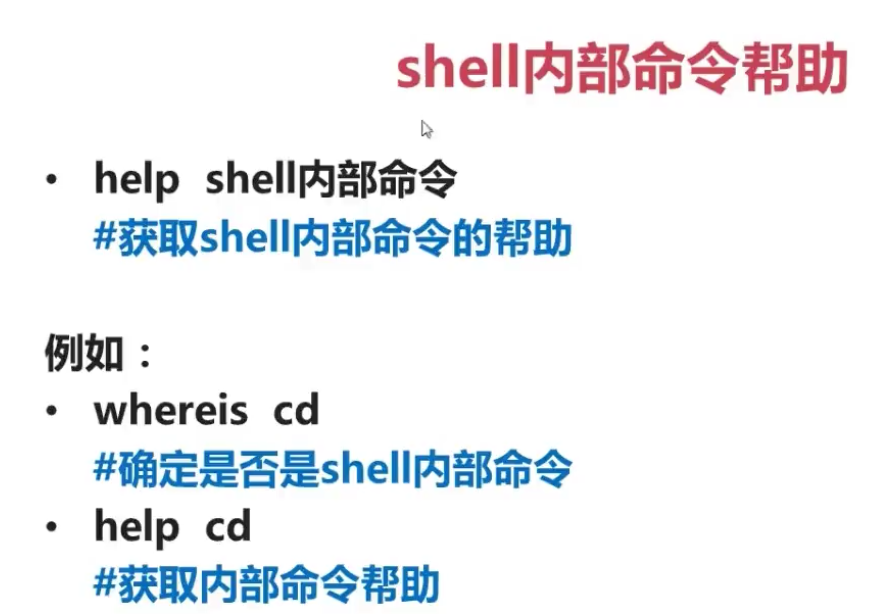 shell内部命令帮助
• help shell内部命令
#获取shell内部命令的帮助
例如：
• whereis cd
#确定是否是shell内部命令
• help cd
#获取内部命令帮助